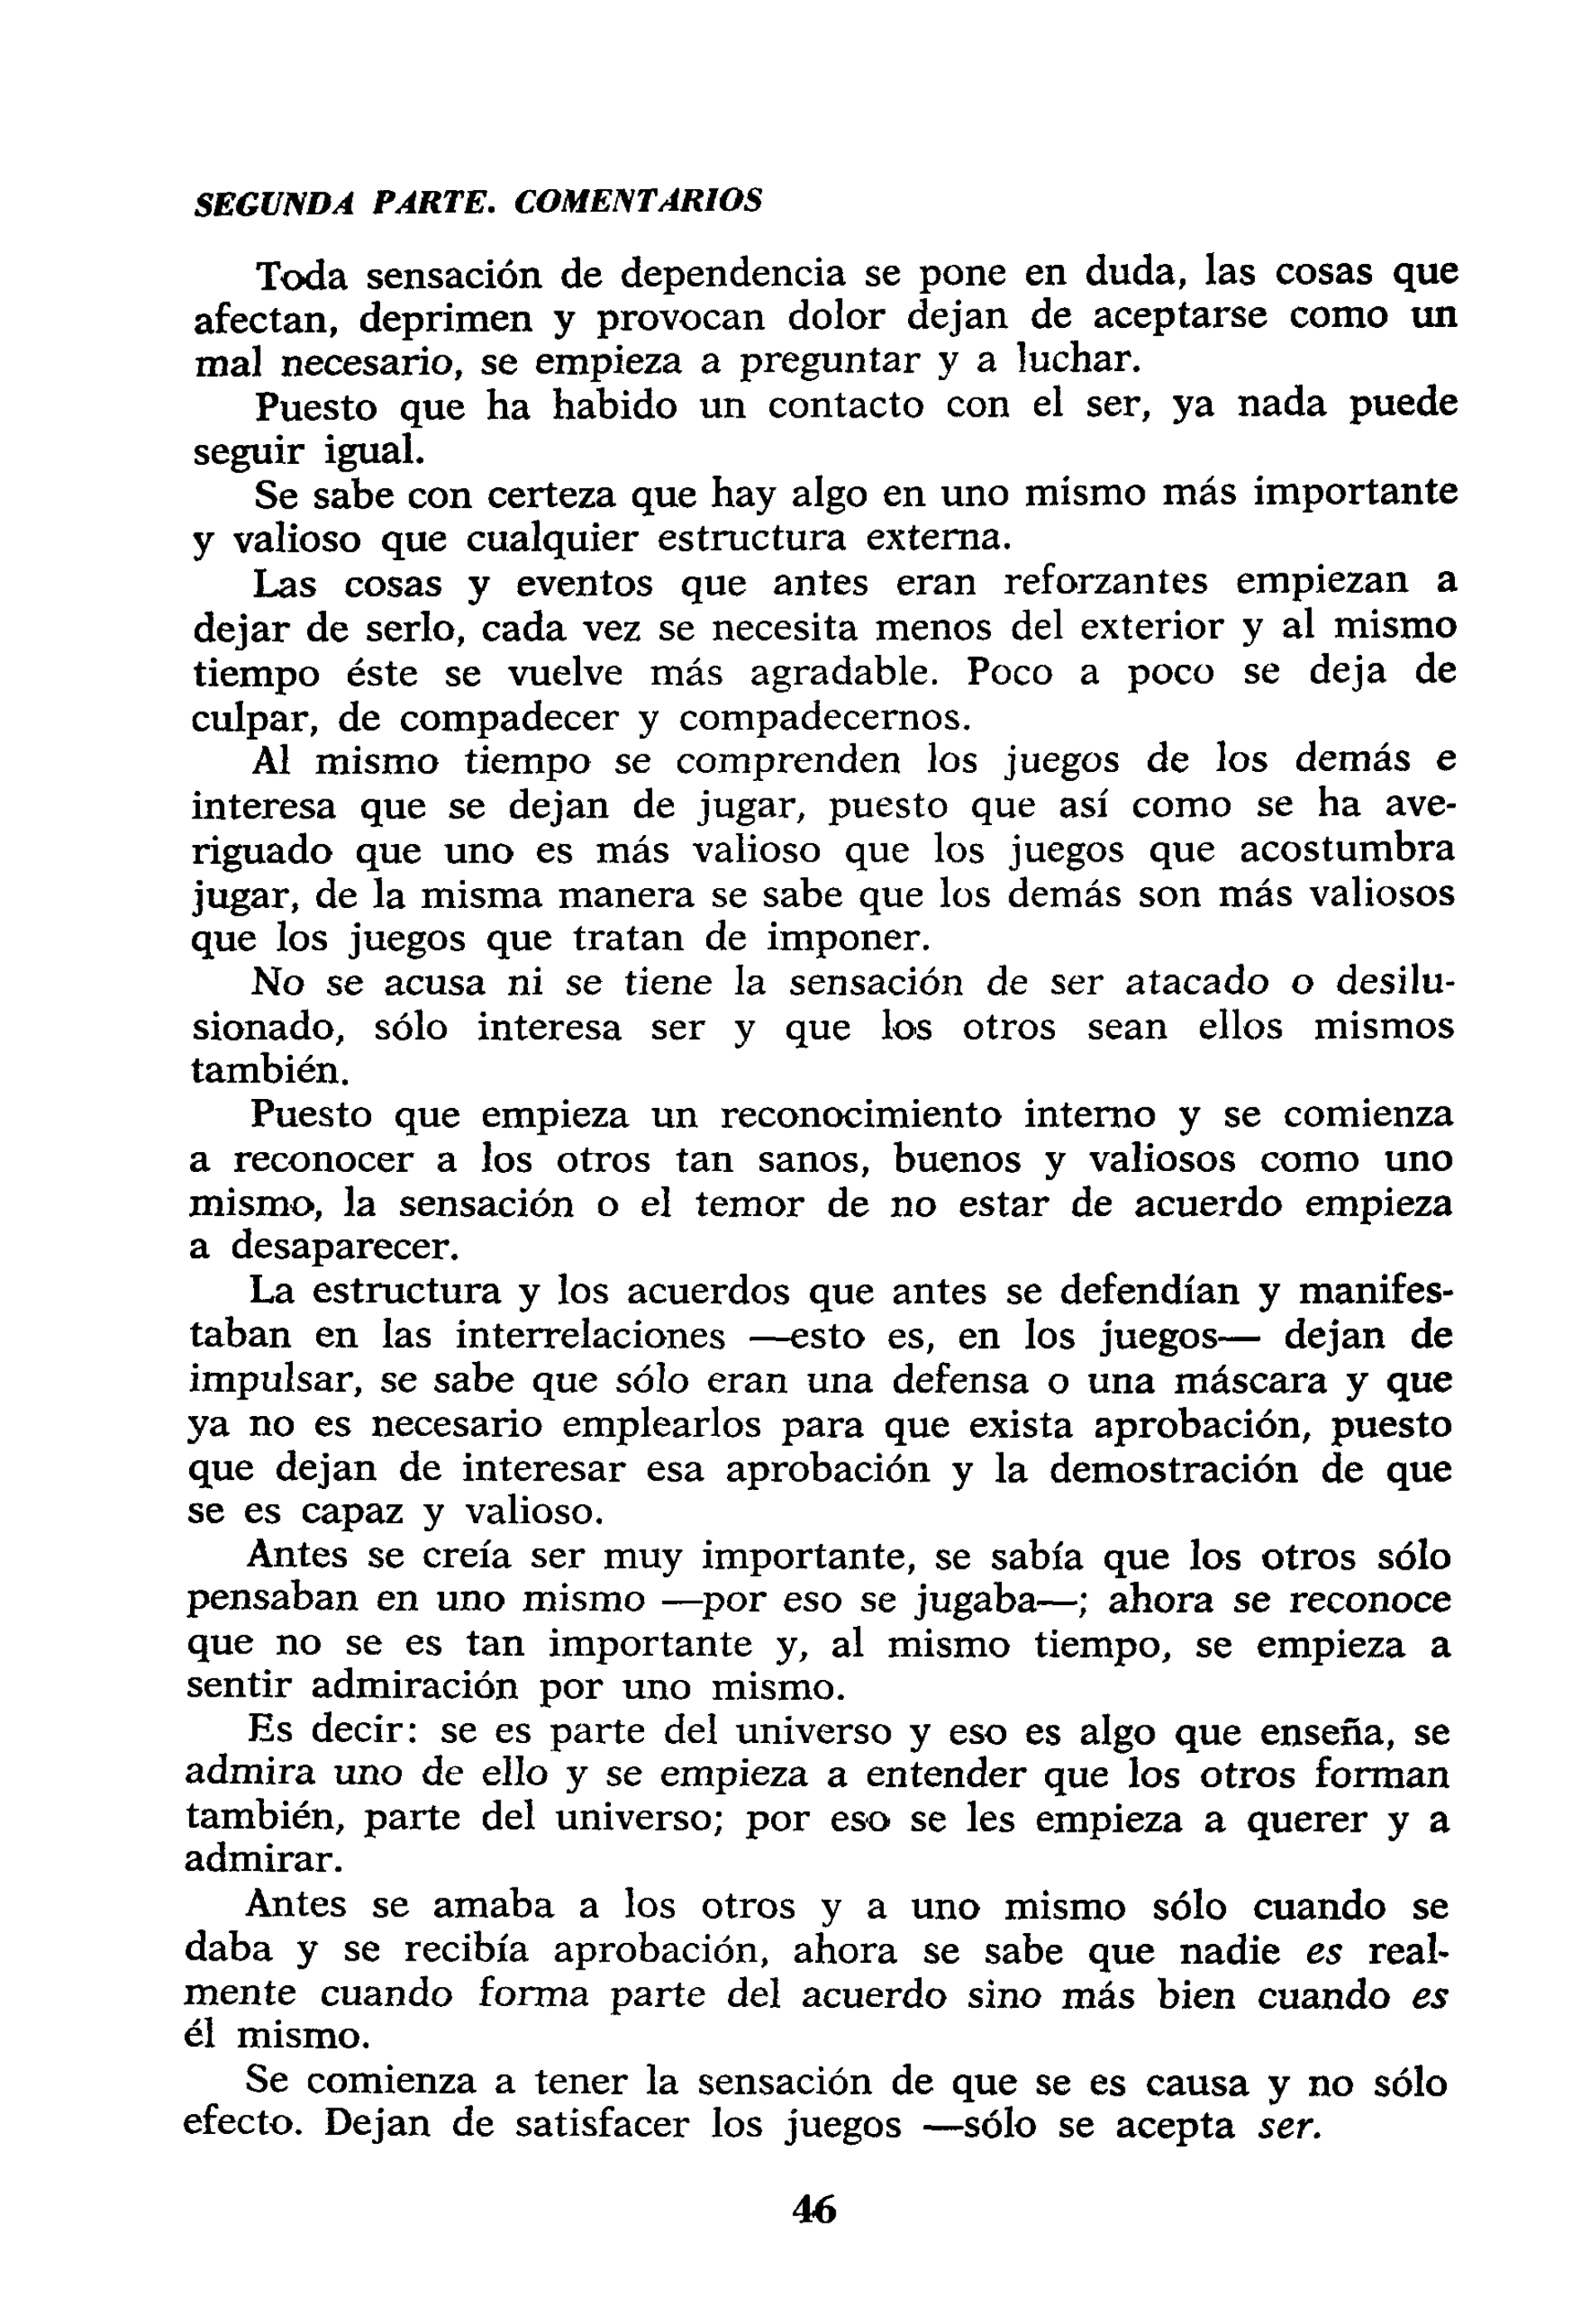 SEGUNDA PARTE. COMENTARIOS
Toda sensación de dependencia se pone en duda, las cosas que
afectan, deprimen y provocan dolor dejan de aceptarse como un
mal necesario, se empieza a preguntar y a luchar.
Puesto que ha habido un contacto con el ser, ya nada puede
seguir igual.
Se sabe con certeza que hay algo en uno mismo más importante
y valioso que cualquier estructura externa.
Las cosas y eventos que antes eran reforzantes empiezan a
dejar de serlo, cada vez se necesita menos del exterior y al mismo
tiempo éste se vuelve más agradable. Poco a poco se deja de
culpar, de compadecer y compadecernos.
Al mismo tiempo se comprenden los juegos de los demás e
interesa que se dejan de jugar, puesto que así como se ha ave-
riguado que uno es más valioso que los juegos que acostumbra
jugar, de la misma manera se sabe que los demás son más valiosos
que los juegos que tratan de imponer.
No se acusa ni se tiene la sensación de ser atacado o desilu-
sionado, sólo interesa ser y que los otros sean ellos mismos
también.
Puesto que empieza un reconocimiento interno y se comienza
a reconocer a los otros tan sanos, buenos y valiosos como uno
mismo, la sensación o el temor de no estar de acuerdo empieza
a desaparecer.
La estructura y los acuerdos que antes se defendían y manifes-
taban en las interrelaciones —esto es, en los juegos— dejan de
impulsar, se sabe que sólo eran una defensa o una máscara y que
ya no es necesario emplearlos para que exista aprobación, puesto
que dejan de interesar esa aprobación y la demostración de que
se es capaz y valioso.
Antes se creía ser muy importante, se sabía que los otros sólo
pensaban en uno mismo —por eso se jugaba—; ahora se reconoce
que no se es tan importante y, al mismo tiempo, se empieza a
sentir admiración por uno mismo.
Es decir: se es parte del universo y eso es algo que enseña, se
admira uno de ello y se empieza a entender que los otros forman
también, parte del universo; por eso se les empieza a querer y a
admirar.
Antes se amaba a los otros y a uno mismo sólo cuando se
daba y se recibía aprobación, ahora se sabe que nadie es real-
mente cuando forma parte del acuerdo sino más bien cuando es
él mismo.
Se comienza a tener la sensación de que se es causa y no sólo
efecto. Dejan de satisfacer los juegos —sólo se acepta ser.
46